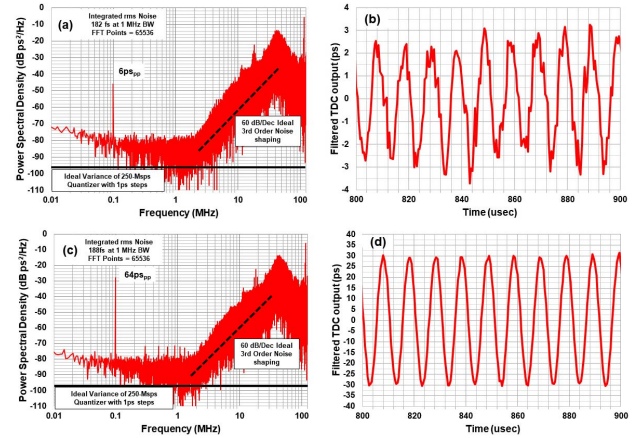 (a)
Integrated rms Noise
182 fs at 1 MHz BW
FFT Points = 65536
6pspp
60 dB/Dec Ideal
3rd Order Noise
shaping
Ideal Variance of 250-Msps
Quantizer with 1ps steps
Power Spectral Density (dB ps²/Hz)
0
-10
-20
-30
-40
-50
-60
-70
-80
-90
-100
-110
0.01 0.1 1 10 100
Frequency (MHz)
(b)
Filtered TDC output (ps)
4
3
2
1
0
-1
-2
-3
-4
800 820 840 860 880 900
Time (usec)
(c)
Integrated rms Noise
188fs at 1 MHz BW
FFT Points = 65536
64pspp
60 dB/Dec Ideal
3rd Order Noise
shaping
Ideal Variance of 250-Msps
Quantizer with 1ps steps
Power Spectral Density (dB ps²/Hz)
0
-10
-20
-30
-40
-50
-60
-70
-80
-90
-100
-110
0.01 0.1 1 10 100
Frequency (MHz)
(d)
Filtered TDC output (ps)
40
35
30
25
20
15
10
5
0
-5
-10
-15
-20
-25
-30
-35
-40
800 820 840 860 880 900
Time (usec)